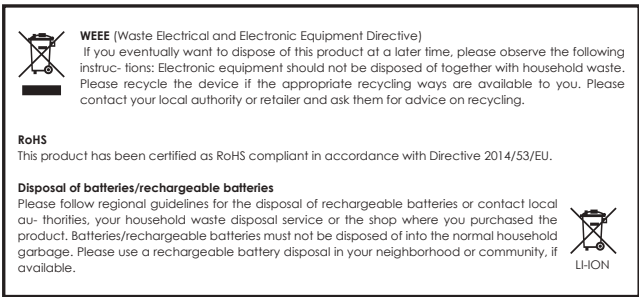 WEEE (Waste Electrical and Electronic Equipment Directive)
If you eventually want to dispose of this product at a later time, please observe the following
instruc- tions: Electronic equipment should not be disposed of together with household waste.
Please recycle the device if the appropriate recycling ways are available to you. Please
contact your local authority or retailer and ask them for advice on recycling.
RoHS
This product has been certified as RoHS compliant in accordance with Directive 2014/53/EU.
Disposal of batteries/rechargeable batteries
Please follow regional guidelines for the disposal of rechargeable batteries or contact local
au- thorities, your household waste disposal service or the shop where you purchased the
product. Batteries/rechargeable batteries must not be disposed of into the normal household
garbage. Please use a rechargeable battery disposal in your neighborhood or community, if
available.
LI-ION